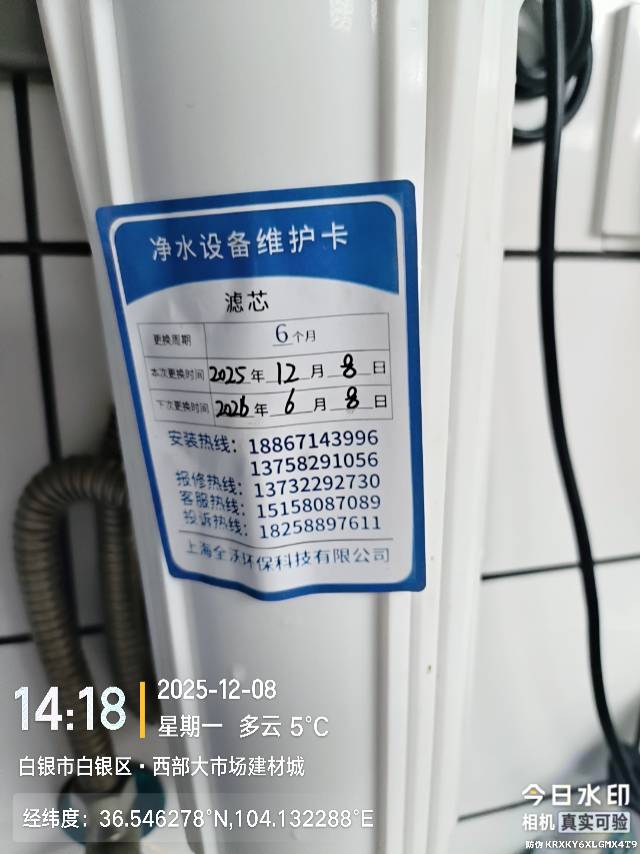 净水设备维护卡
滤芯
更换周期 6个月
本次更换时间 2025年 12月 8日
下次更换时间 2026年 6月 8日
安装热线: 18867143996
13758291056
报修热线: 13732292730
客服热线: 15158087089
投诉热线: 18258897611
上海全沃环保科技有限公司
14:18
2025-12-08
星期一 多云 5°C
白银市白银区·西部大市场建材城
经纬度: 36.546278°N,104.132288°E
今日水印
相机 真实可验
防伪 KRXKY6XLGMX4T9